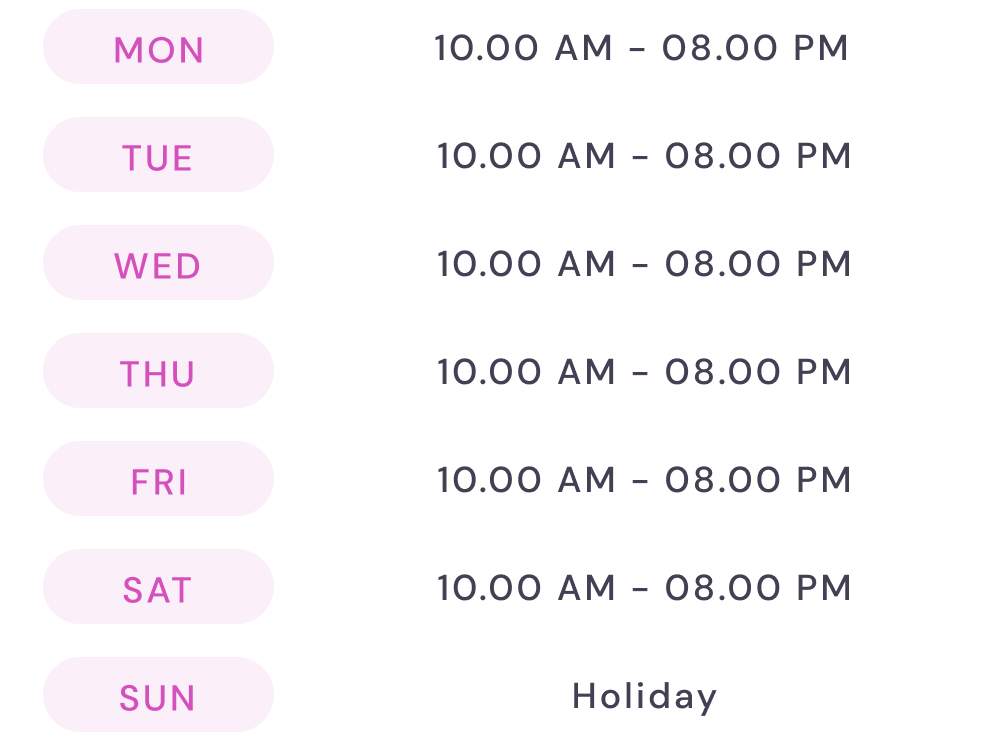 MON 10.00 AM - 08.00 PM
TUE 10.00 AM - 08.00 PM
WED 10.00 AM - 08.00 PM
THU 10.00 AM - 08.00 PM
FRI 10.00 AM - 08.00 PM
SAT 10.00 AM - 08.00 PM
SUN Holiday